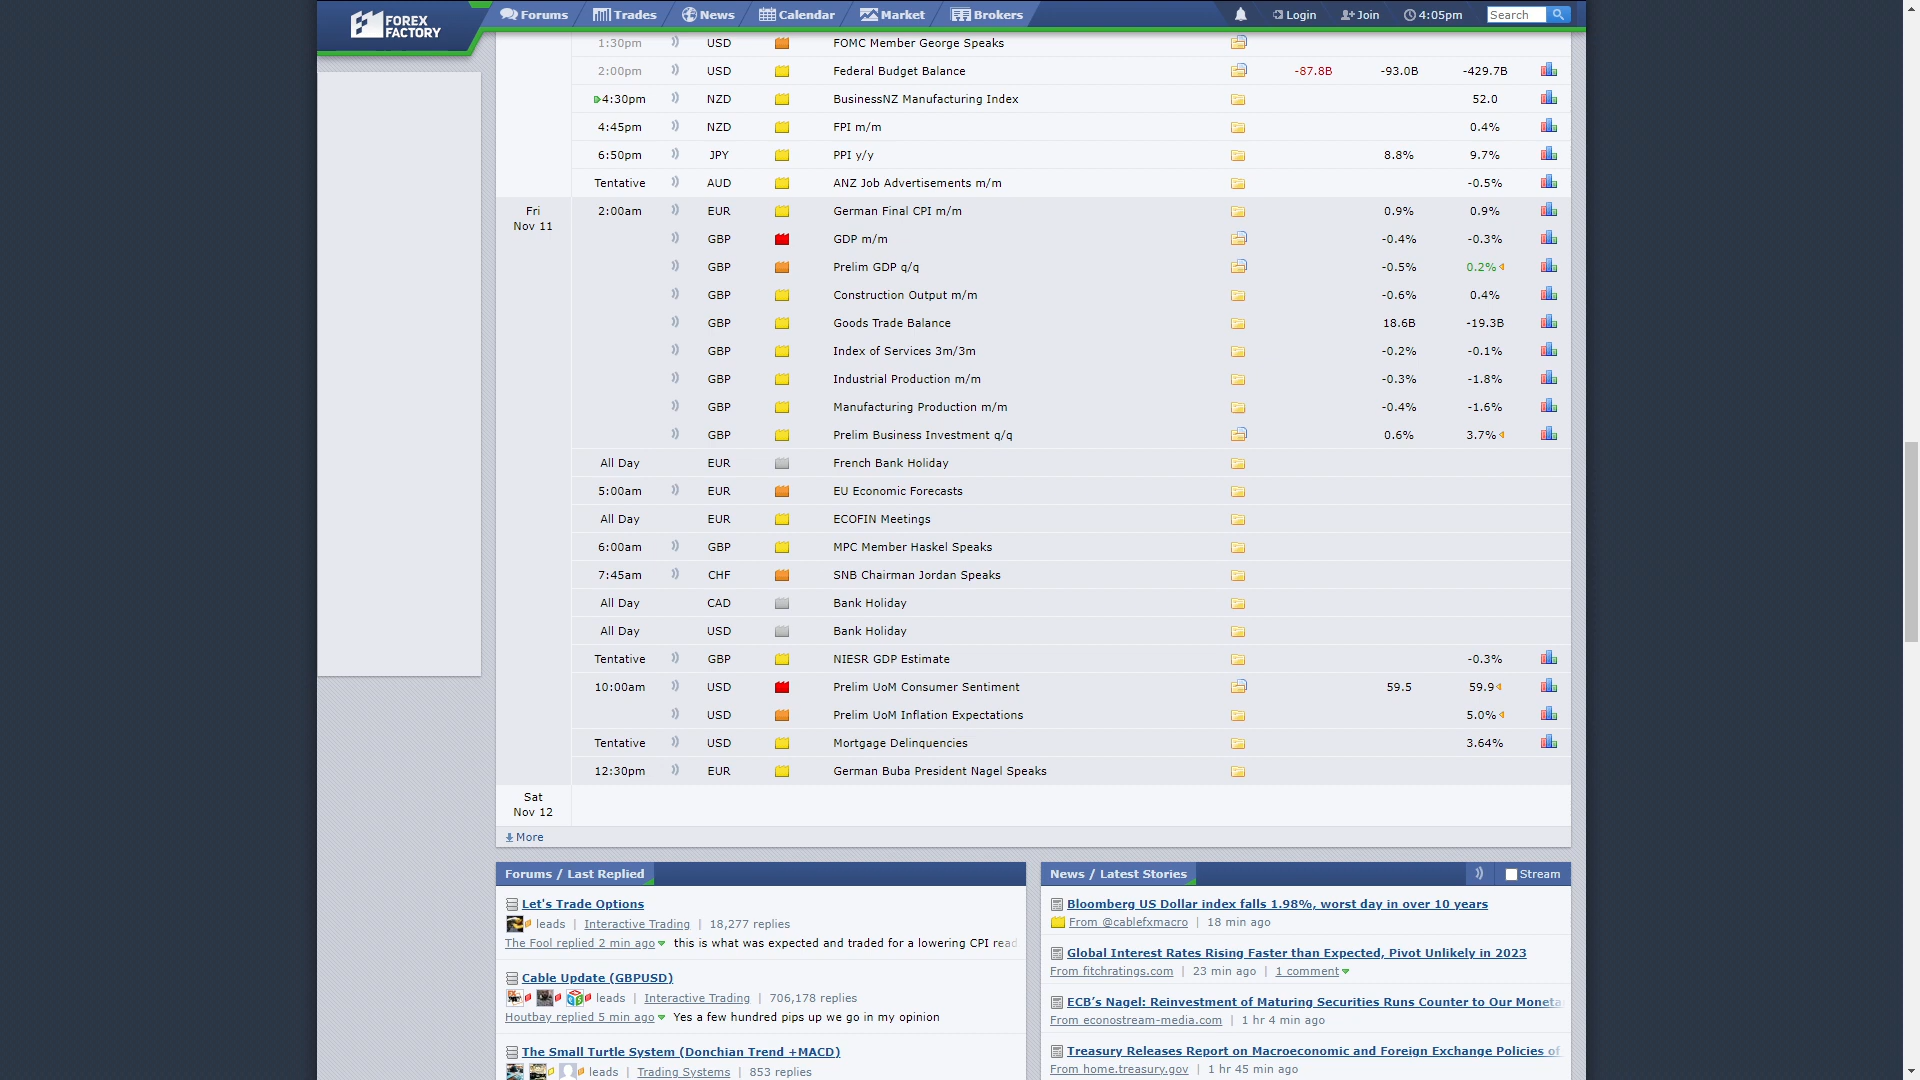 FOREX FACTORY
Forums Trades News Calendar Market Brokers Login Join 4:05pm Search
1:30pm USD FOMC Member George Speaks
2:00pm USD Federal Budget Balance -87.8B -93.0B -429.7B
4:30pm NZD BusinessNZ Manufacturing Index 52.0
4:45pm NZD FPI m/m 0.4%
6:50pm JPY PPI y/y 8.8% 9.7%
Tentative AUD ANZ Job Advertisements m/m -0.5%
Fri Nov 11 2:00am EUR German Final CPI m/m 0.9% 0.9%
GBP GDP m/m -0.4% -0.3%
GBP Prelim GDP q/q -0.5% 0.2%
GBP Construction Output m/m -0.6% 0.4%
GBP Goods Trade Balance 18.6B -19.3B
GBP Index of Services 3m/3m -0.2% -0.1%
GBP Industrial Production m/m -0.3% -1.8%
GBP Manufacturing Production m/m -0.4% -1.6%
GBP Prelim Business Investment q/q 0.6% 3.7%
All Day EUR French Bank Holiday
5:00am EUR EU Economic Forecasts
All Day EUR ECOFIN Meetings
6:00am GBP MPC Member Haskel Speaks
7:45am CHF SNB Chairman Jordan Speaks
All Day CAD Bank Holiday
All Day USD Bank Holiday
Tentative GBP NIESR GDP Estimate -0.3%
10:00am USD Prelim UoM Consumer Sentiment 59.5 59.9
USD Prelim UoM Inflation Expectations 5.0%
Tentative USD Mortgage Delinquencies 3.64%
12:30pm EUR German Buba President Nagel Speaks
Sat Nov 12
More
Forums / Last Replied
Let's Trade Options
leads | Interactive Trading | 18,277 replies
The Fool replied 2 min ago this is what was expected and traded for a lowering CPI read
Cable Update (GBPUSD)
leads | Interactive Trading | 706,178 replies
Houtbay replied 5 min ago Yes a few hundred pips up we go in my opinion
The Small Turtle System (Donchian Trend +MACD)
leads | Trading Systems | 853 replies
News / Latest Stories Stream
Bloomberg US Dollar index falls 1.98%, worst day in over 10 years
From @cablefxmacro | 18 min ago
Global Interest Rates Rising Faster than Expected, Pivot Unlikely in 2023
From fitchratings.com | 23 min ago | 1 comment
ECB’s Nagel: Reinvestment of Maturing Securities Runs Counter to Our Moneta
From econostream-media.com | 1 hr 4 min ago
Treasury Releases Report on Macroeconomic and Foreign Exchange Policies of
From home.treasury.gov | 1 hr 45 min ago